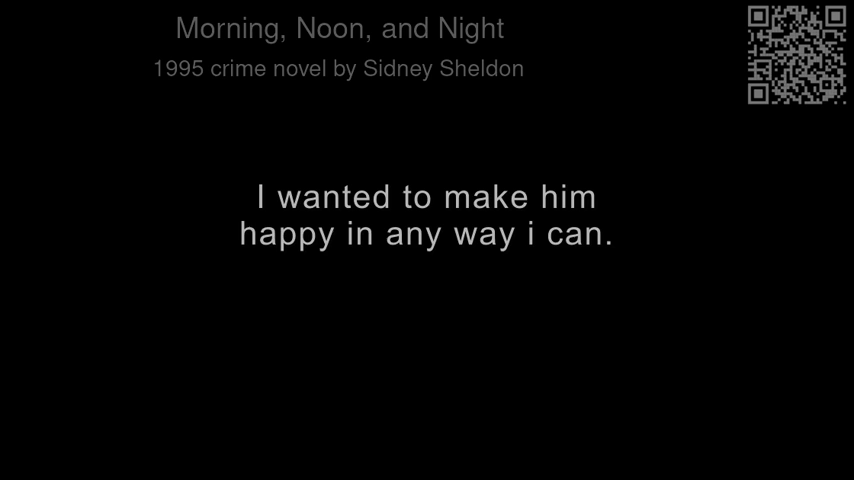 Morning, Noon, and Night
1995 crime novel by Sidney Sheldon
I wanted to make him
happy in any way i can.